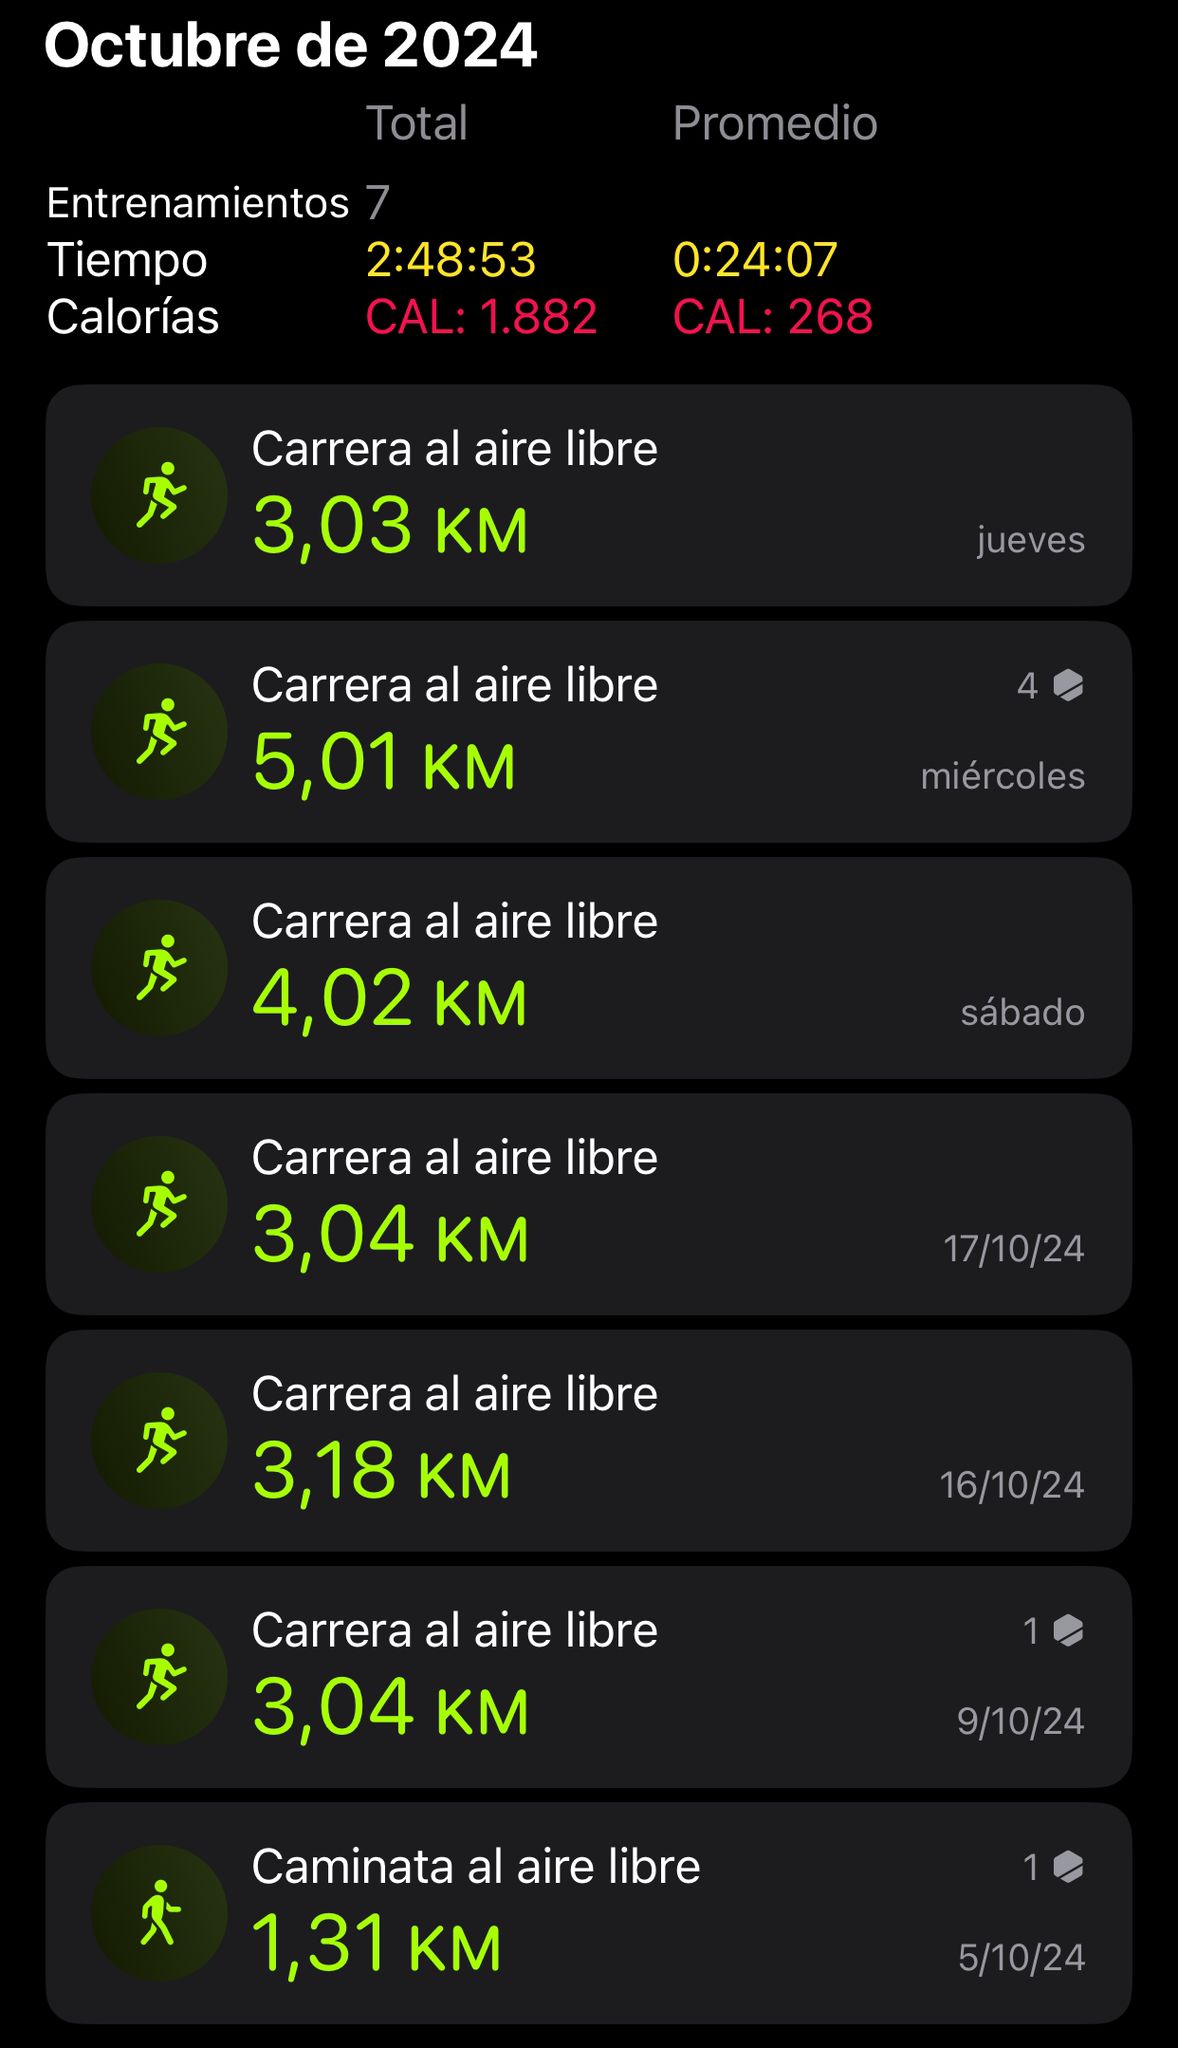 Octubre de 2024
Total Promedio
Entrenamientos 7
Tiempo 2:48:53 0:24:07
Calorías CAL: 1.882 CAL: 268
Carrera al aire libre
3,03 KM
jueves
Carrera al aire libre 4
5,01 KM
miércoles
Carrera al aire libre
4,02 KM
sábado
Carrera al aire libre
3,04 KM
17/10/24
Carrera al aire libre
3,18 KM
16/10/24
Carrera al aire libre 1
3,04 KM
9/10/24
Caminata al aire libre 1
1,31 KM
5/10/24